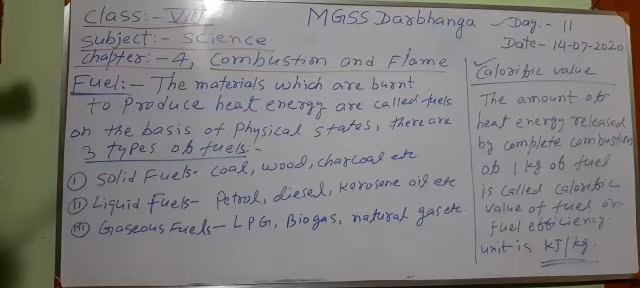 Class:- VIII
MGSS Darbhanga
Day:- 11
Subject:- Science
Date- 14-07-2020
Chapter:-4, Combustion and Flame
Fuel:- The materials which are burnt
to Produce heat energy are called fuels
on the basis of Physical states, there are
3 types of fuels:-
(I) Solid Fuels- Coal, wood, charcoal etc
(II) Liquid Fuels- Petrol, diesel, kerosene oil etc
(III) Gaseous Fuels- LPG, Biogas, natural gas etc.
Calorific value
The amount of
heat energy released
by complete combustion
of 1 kg of fuel
is called calorific
value of fuel or
fuel efficiency.
unit is KJ/kg.